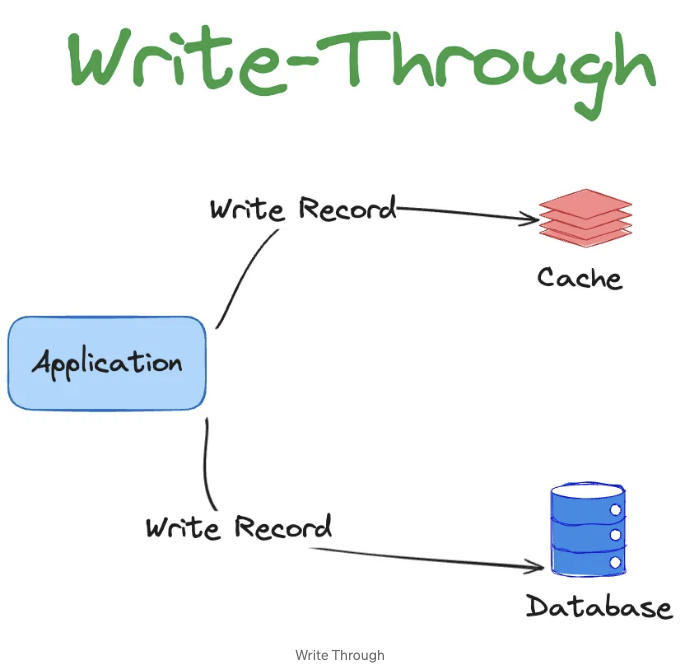 Write-Through
Write Record
Cache
Application
Write Record
Database
Write Through